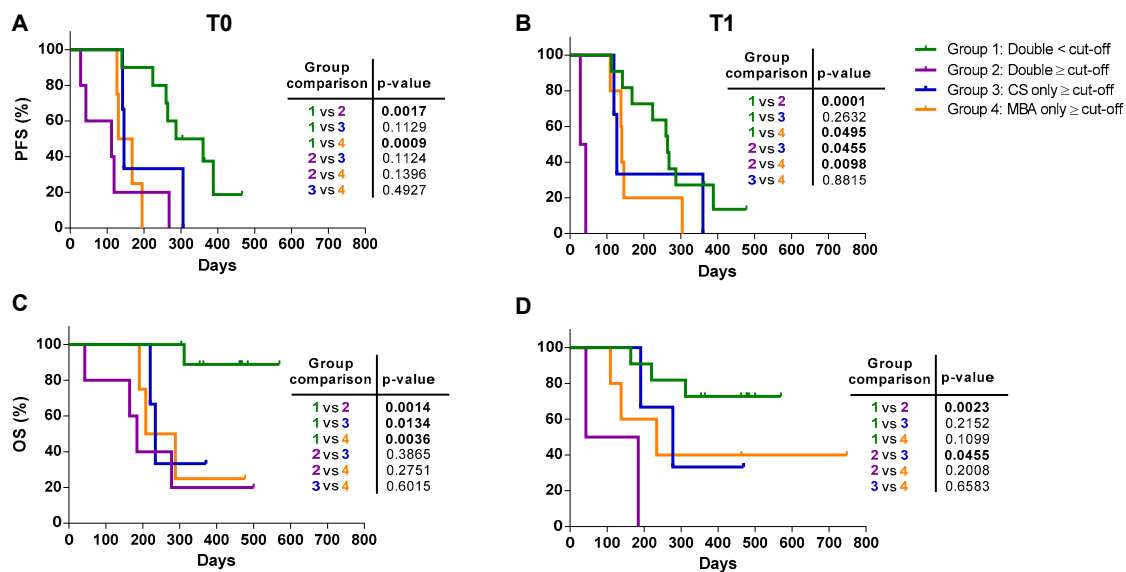 A
T0
PFS (%)
100
80
60
40
20
0
0 100 200 300 400 500 600 700 800
Days
Group comparison p-value
1 vs 2 0.0017
1 vs 3 0.1129
1 vs 4 0.0009
2 vs 3 0.1124
2 vs 4 0.1396
3 vs 4 0.4927
B
T1
100
80
60
40
20
0
0 100 200 300 400 500 600 700 800
Days
Group comparison p-value
1 vs 2 0.0001
1 vs 3 0.2632
1 vs 4 0.0495
2 vs 3 0.0455
2 vs 4 0.0098
3 vs 4 0.8815
Group 1: Double < cut-off
Group 2: Double ≥ cut-off
Group 3: CS only ≥ cut-off
Group 4: MBA only ≥ cut-off
C
OS (%)
100
80
60
40
20
0
0 100 200 300 400 500 600 700 800
Days
Group comparison p-value
1 vs 2 0.0014
1 vs 3 0.0134
1 vs 4 0.0036
2 vs 3 0.3865
2 vs 4 0.2751
3 vs 4 0.6015
D
100
80
60
40
20
0
0 100 200 300 400 500 600 700 800
Days
Group comparison p-value
1 vs 2 0.0023
1 vs 3 0.2152
1 vs 4 0.1099
2 vs 3 0.0455
2 vs 4 0.2008
3 vs 4 0.6583